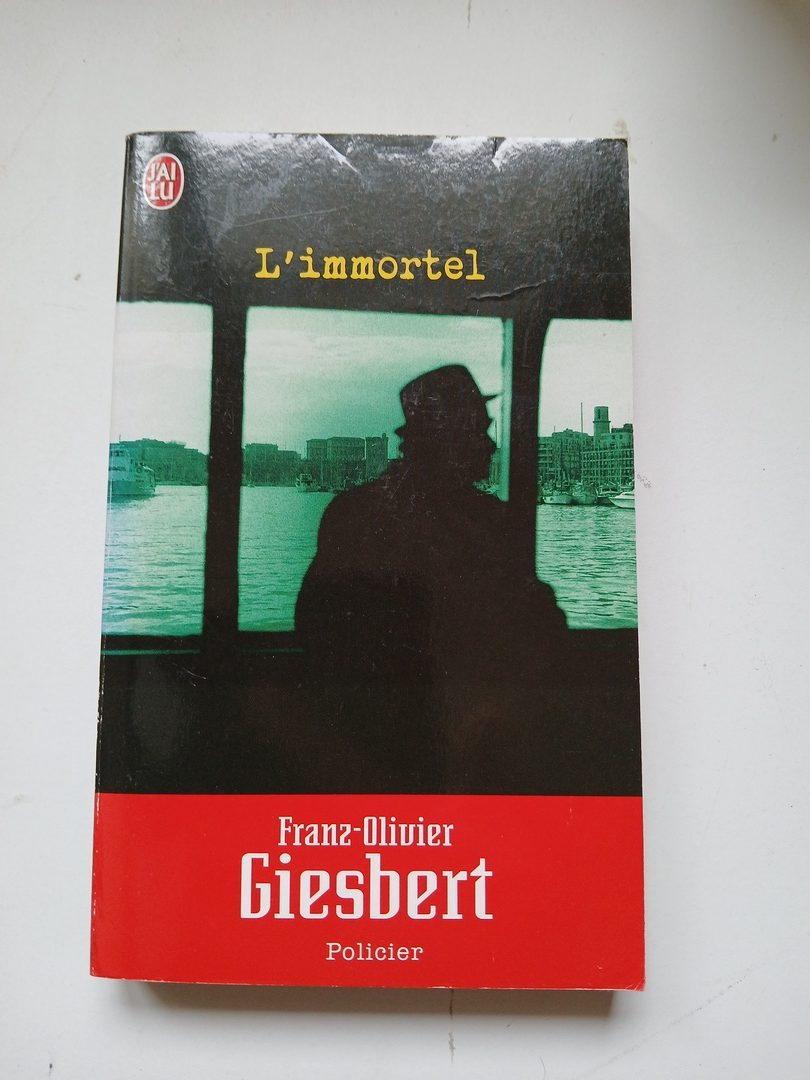 J'AI
LU
L'immortel
Franz-Olivier
Giesbert
Policier